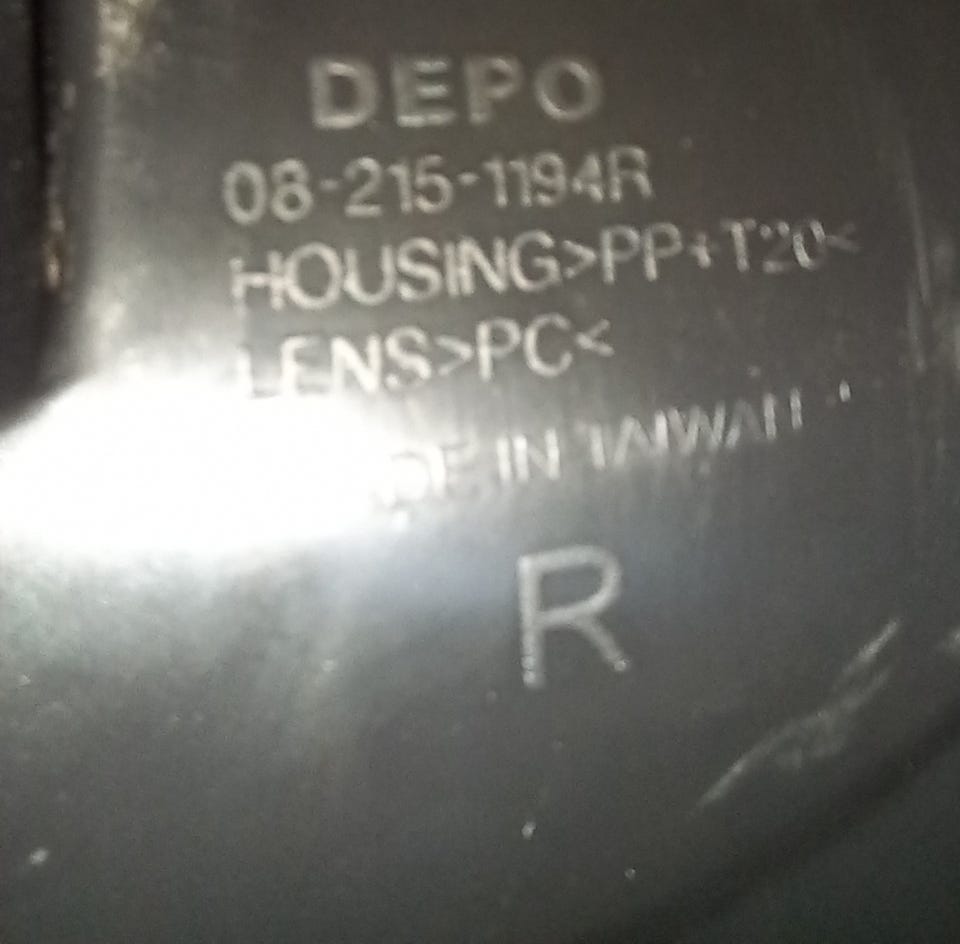 DEPO
08-215-1194R
HOUSING>PP+T20<
LENS>PC<
IN TAIWAN
R